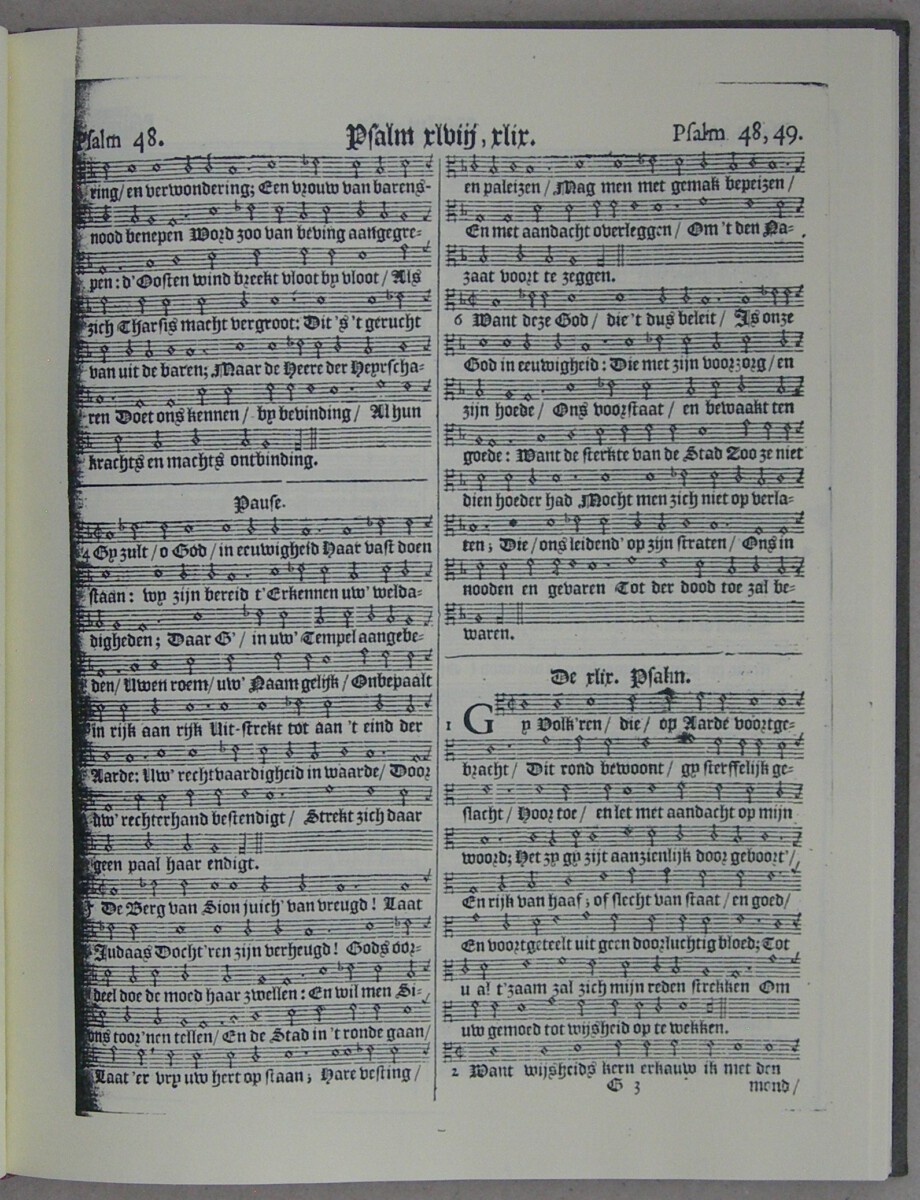 Psalm 48.
Psalm xlviij, xlix.
Psalm 48, 49.
ring/ en verwondering; Een vrouw van barens-
nood benepen Word zoo van beving aangegre-
pen: d'Oosten wind breekt vloot by vloot/ Als
zich Tharsis macht vergroot: Dit 's 't gerucht
van uit de baren; Maar de Heere der Heyrscha-
ren Doet ons kennen/ by bevinding/ Al hun
krachts en machts ontbinding.
Pause.
4 Gy zult/ o God/ in eeuwigheid Haar vast doen
staan: wy zijn bereid t'Erkennen uw' welda-
digheden; Daar G'/ in uw' Tempel aangebe-
den/ Uwen roem/ uw' Naam gelijk/ Onbepaalt
in rijk aan rijk Uit-strekt tot aan 't eind der
Aarde: Uw' rechtvaardigheid in waarde/ Door
uw' rechterhand bestendigt/ Strekt zich daar
geen paal haar endigt.
5 De Berg van Sion juich' van vreugd! Laat
Judaas Docht'ren zijn verheugd! Gods oor-
deel doe de moed haar zwellen: En wil men Si-
ons toor'nen tellen/ En de Stad in 't ronde gaan/
Laat 'er vry uw hert op staan; Hare vesting/
en paleizen/ Mag men met gemak bepeizen/
En met aandacht overleggen/ Om 't den Na-
zaat voort te zeggen.
6 Want deze God/ die 't dus beleit/ Is onze
God in eeuwigheid: Die met zijn voorzorg/ en
zijn hoede/ Ons voorstaat/ en bewaakt ten
goede: Want de sterkte van de Stad Zoo ze niet
dien hoeder had Mocht men zich niet op verla-
ten; Die/ ons leidend' op zijn straten/ Ons in
nooden en gevaren Tot der dood toe zal be-
waren.
De xlix. Psalm.
1 Gy Volk'ren/ die/ op Aarde voortge-
bracht/ Dit rond bewoont/ gy sterffelijk ge-
slacht/ Hoor toe/ en let met aandacht op mijn
woord; Het zy gy zijt aanzienlijk door geboort'/
En rijk van haaf; of slecht van staat/ en goed/
En voortgeteelt uit geen doorluchtig bloed; Tot
u al t'zaam zal zich mijn reden strekken Om
uw gemoed tot wijsheid op te wekken.
2 Want wijsheids kern erkauw ik met den
G 3
mond/